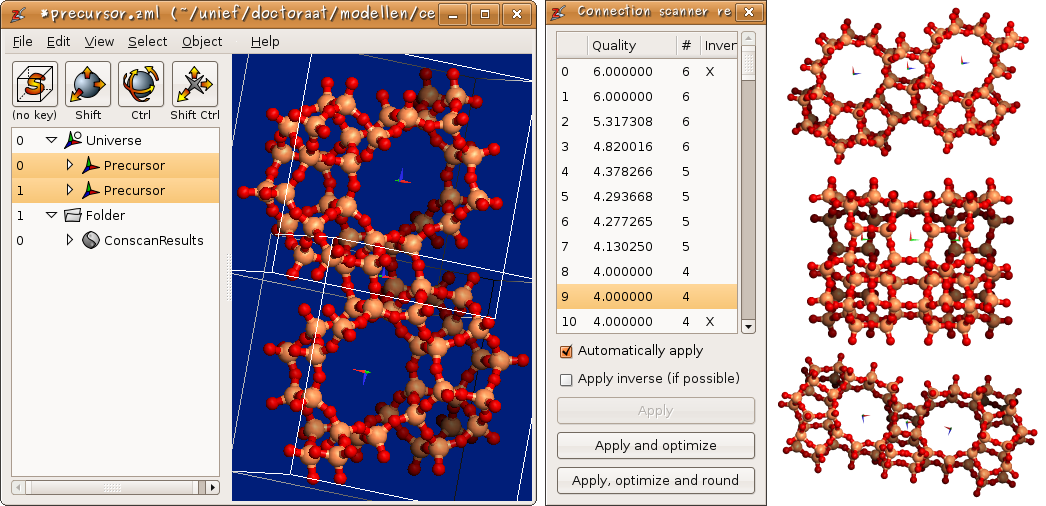 *precursor.zml (~/unief/doctoraat/modellen/ce
File Edit View Select Object Help
S
(no key) Shift Ctrl Shift Ctrl
0 Universe
0 Precursor
1 Precursor
1 Folder
0 ConscanResults
Connection scanner re
Quality # Inver
0 6.000000 6 X
1 6.000000 6
2 5.317308 6
3 4.820016 6
4 4.378266 5
5 4.293668 5
6 4.277265 5
7 4.130250 5
8 4.000000 4
9 4.000000 4
10 4.000000 4 X
Automatically apply
Apply inverse (if possible)
Apply
Apply and optimize
Apply, optimize and round